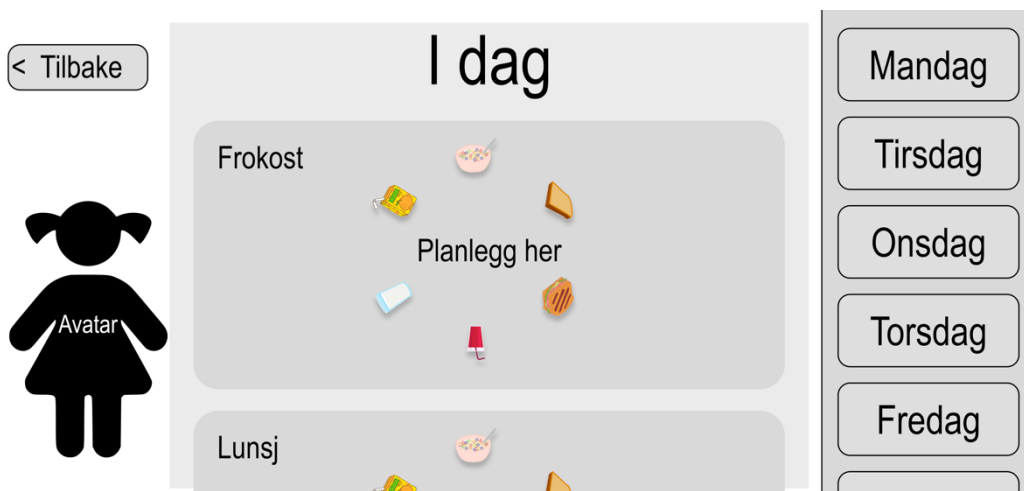 < Tilbake
I dag
Frokost
Planlegg her
Lunsj
Avatar
Mandag
Tirsdag
Onsdag
Torsdag
Fredag